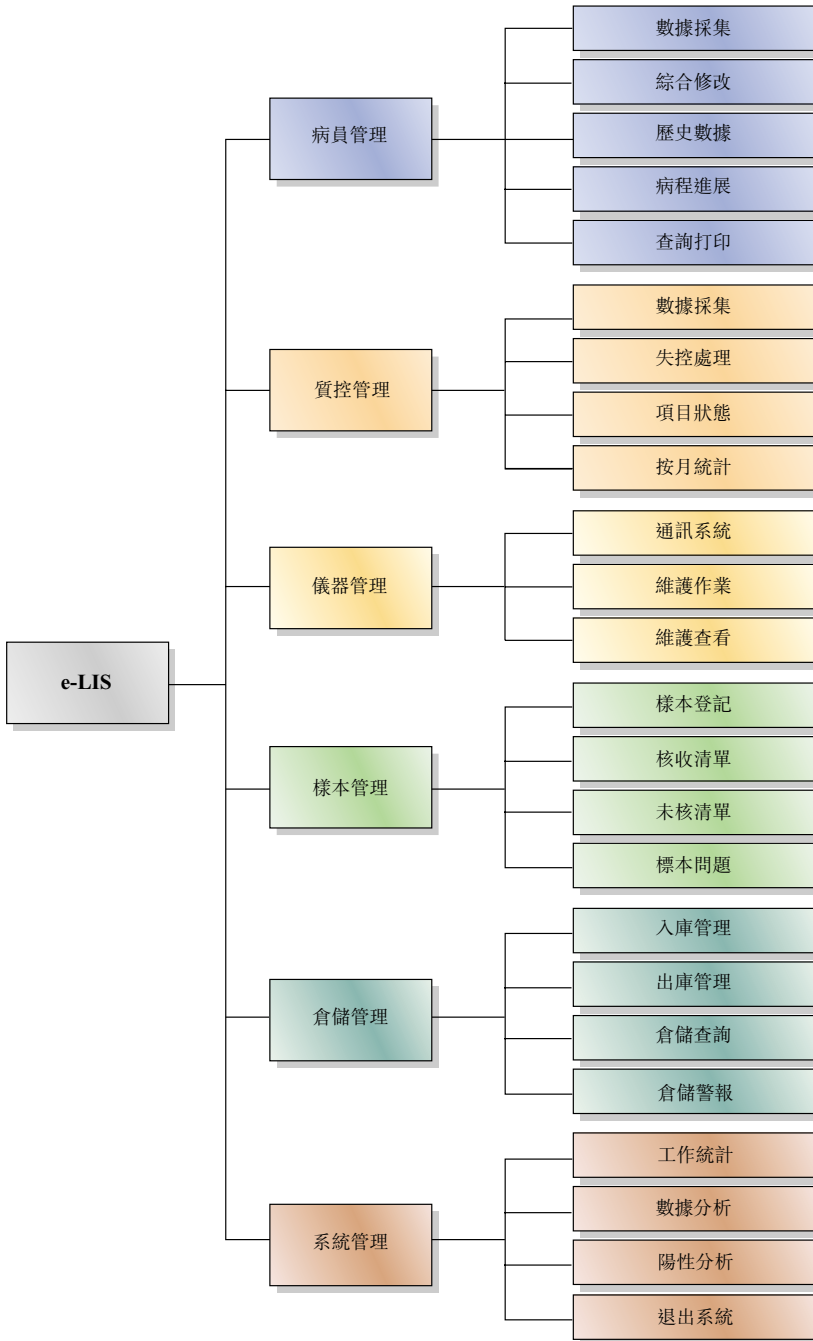 e-LIS
病員管理
數據採集
綜合修改
歷史數據
病程進展
查詢打印
質控管理
數據採集
失控處理
項目狀態
按月統計
儀器管理
通訊系統
維護作業
維護查看
樣本管理
樣本登記
核收清單
未核清單
標本問題
倉儲管理
入庫管理
出庫管理
倉儲查詢
倉儲警報
系統管理
工作統計
數據分析
陽性分析
退出系統